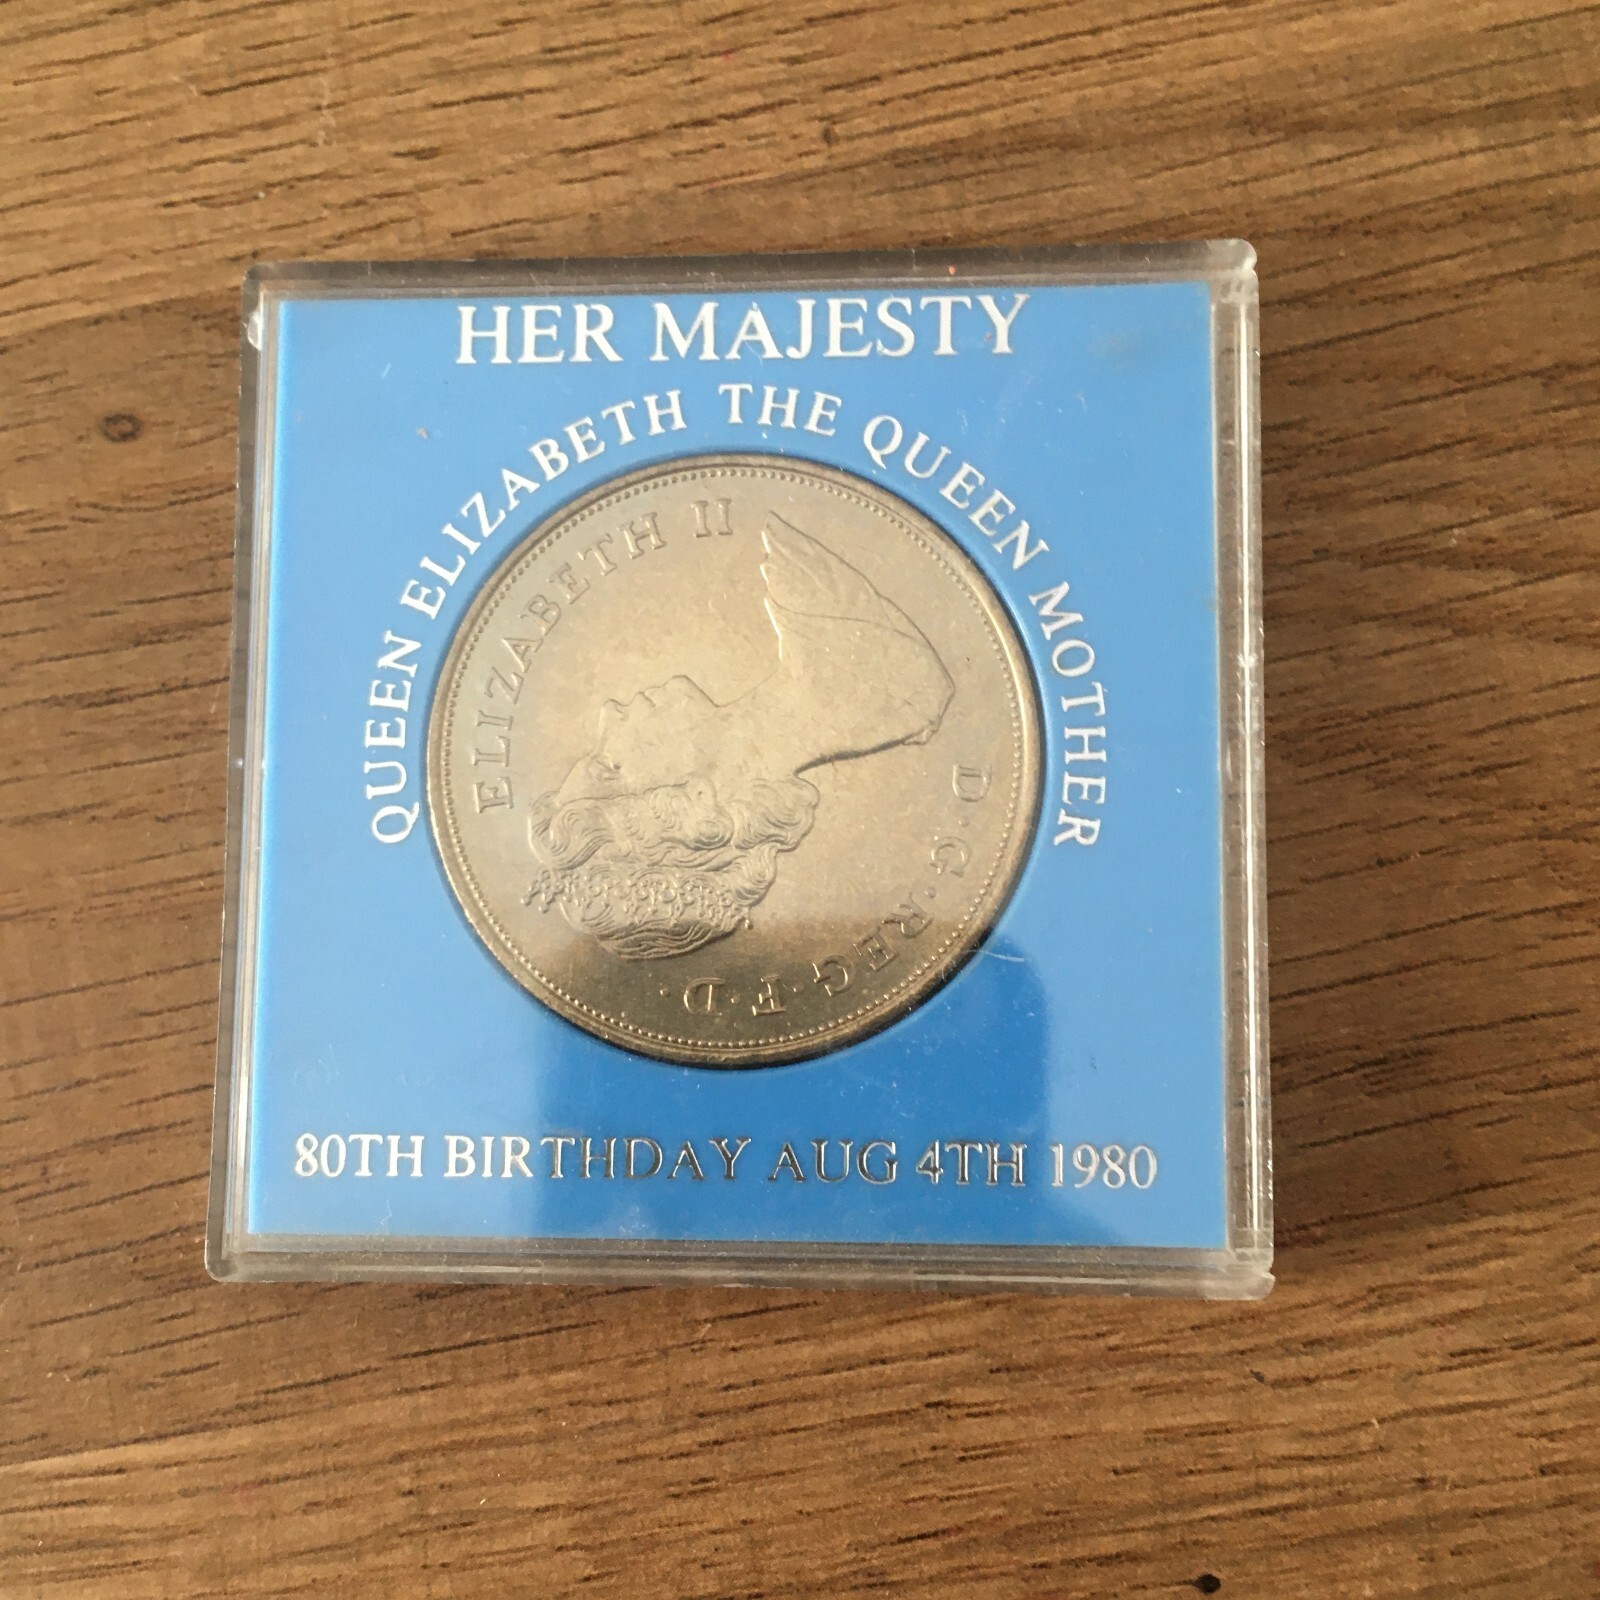 HER MAJESTY
QUEEN ELIZABETH THE QUEEN MOTHER
ELIZABETH II
D·G·REG·F·D·
80TH BIRTHDAY AUG 4TH 1980